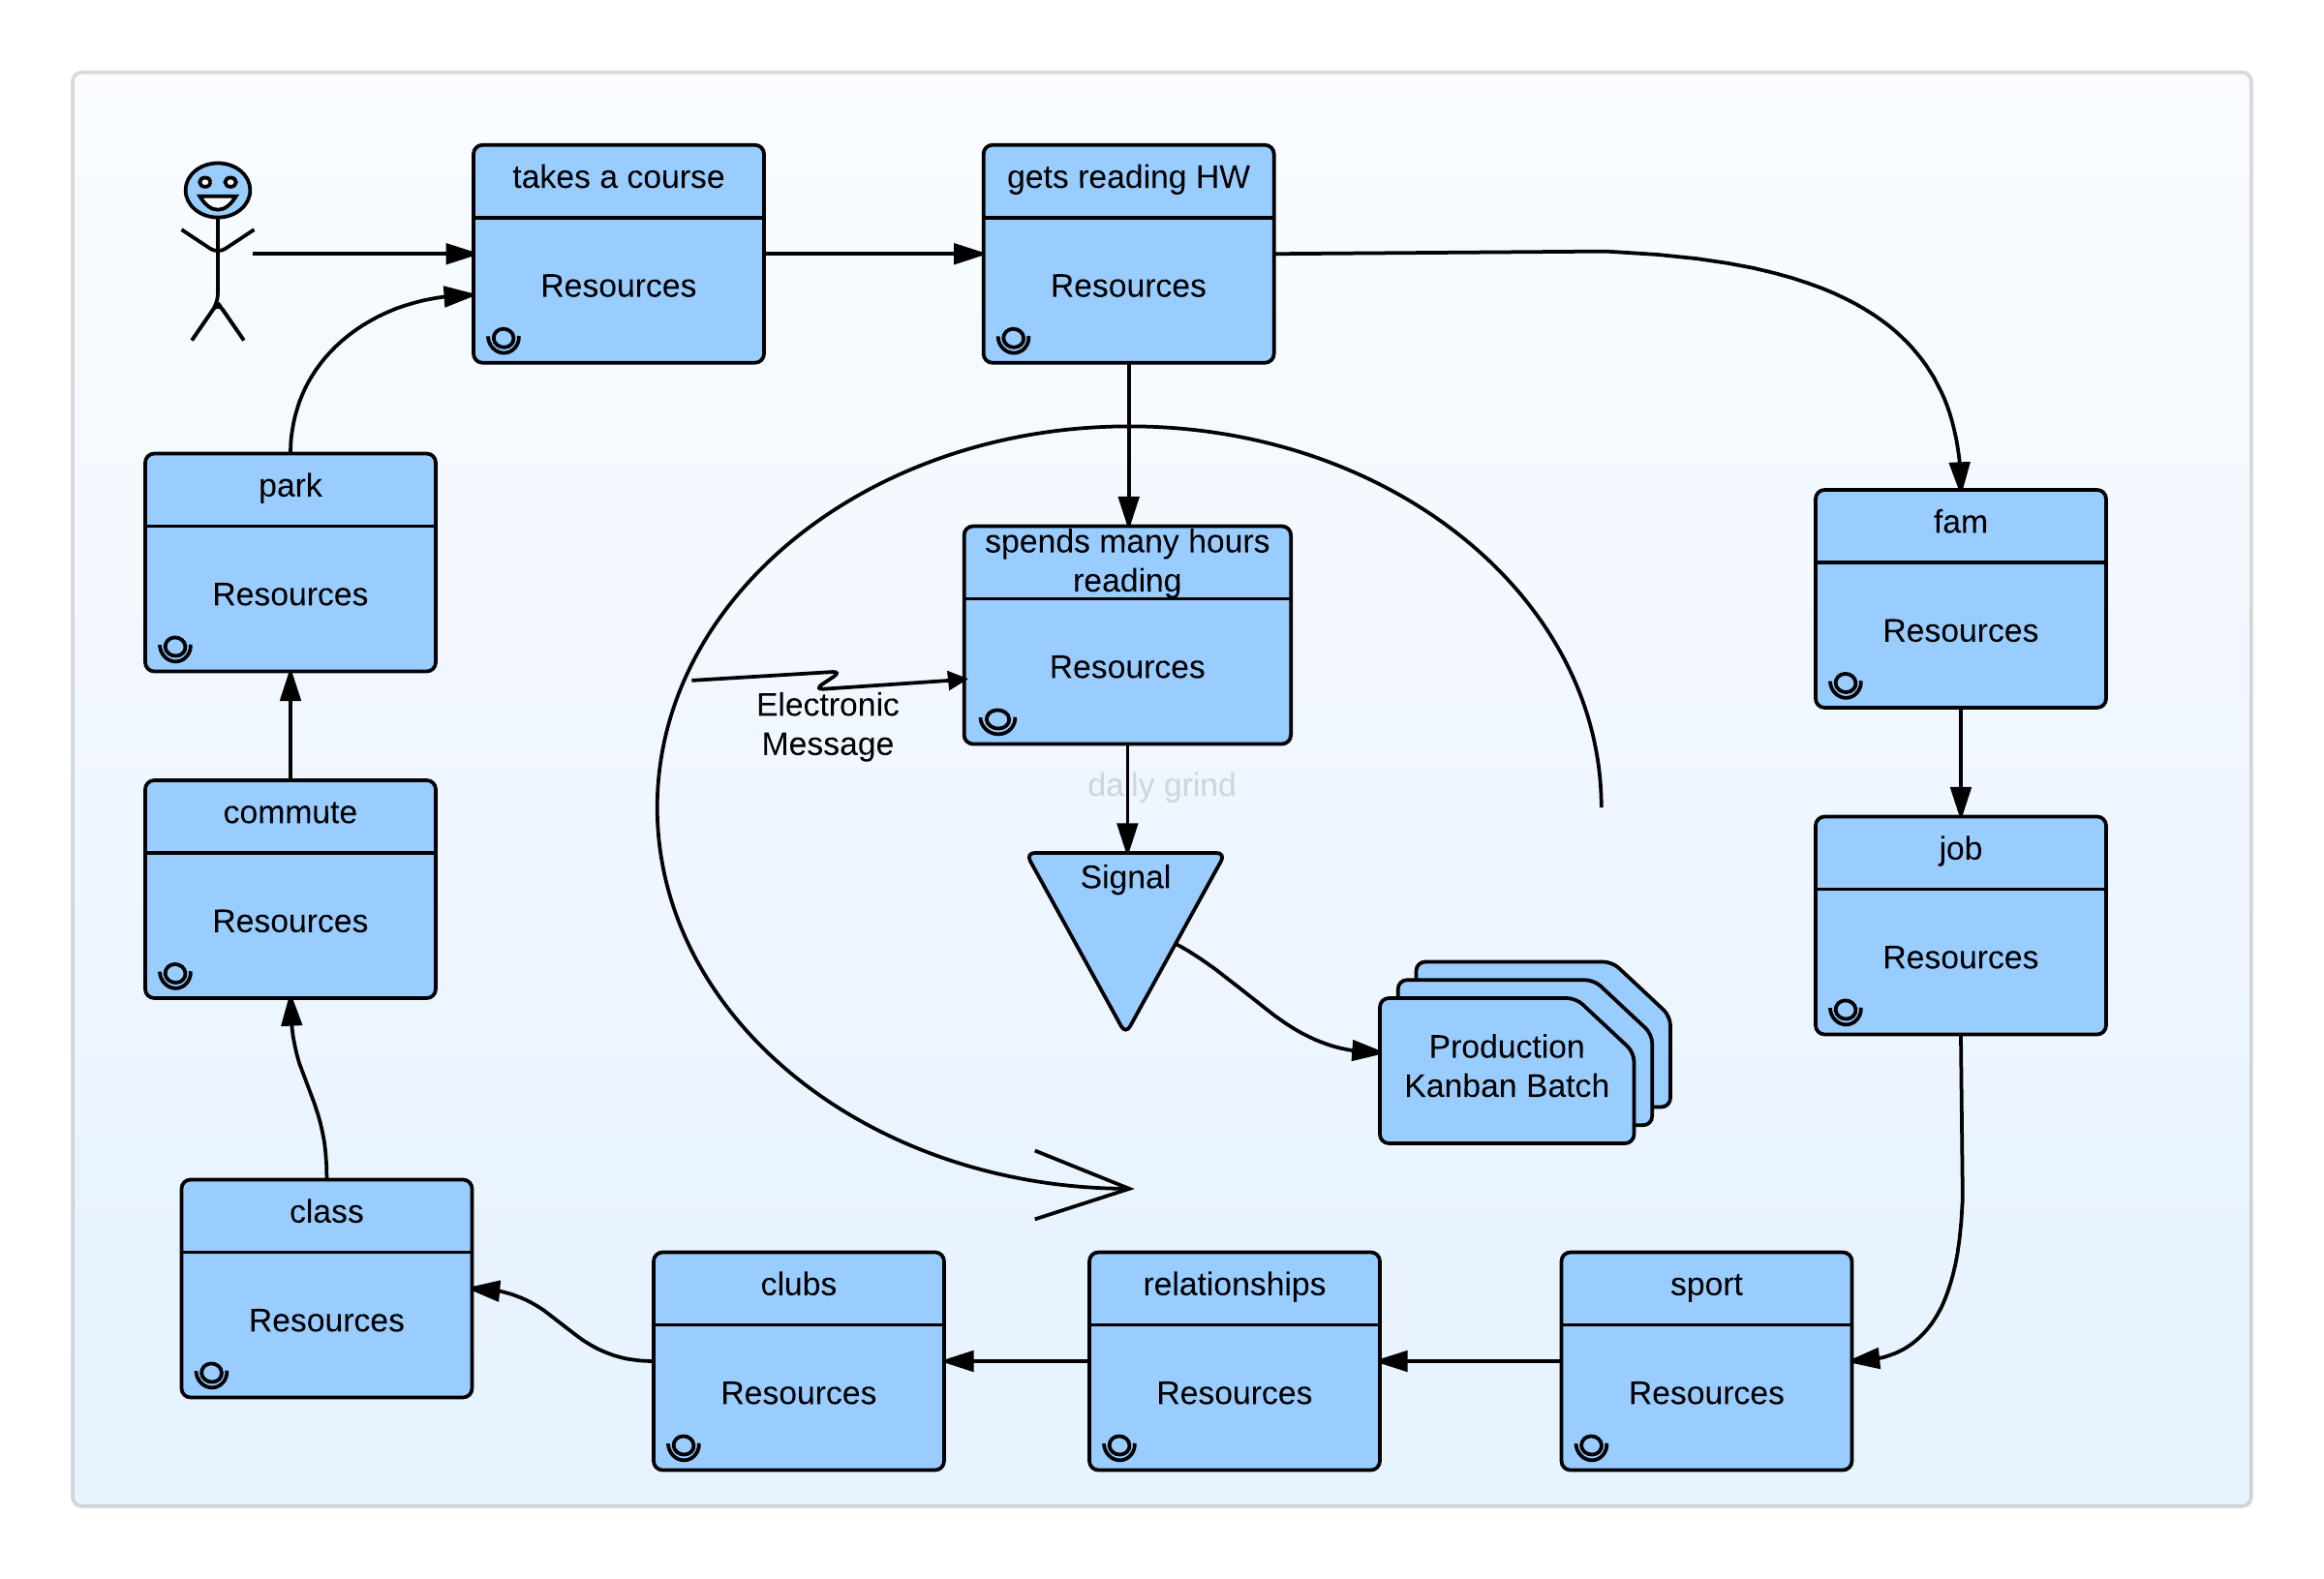 takes a course
Resources
gets reading HW
Resources
park
Resources
spends many hours
reading
Resources
fam
Resources
Electronic
Message
daily grind
commute
Resources
Signal
job
Resources
Production
Kanban Batch
class
Resources
clubs
Resources
relationships
Resources
sport
Resources